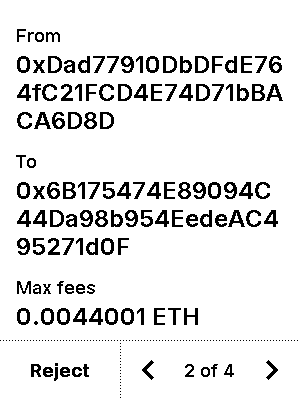 From
0xDad77910DbDFdE76
4fC21FCD4E74D71bBA
CA6D8D
To
0x6B175474E89094C
44Da98b954EedeAC4
95271d0F
Max fees
0.0044001 ETH
Reject
2 of 4